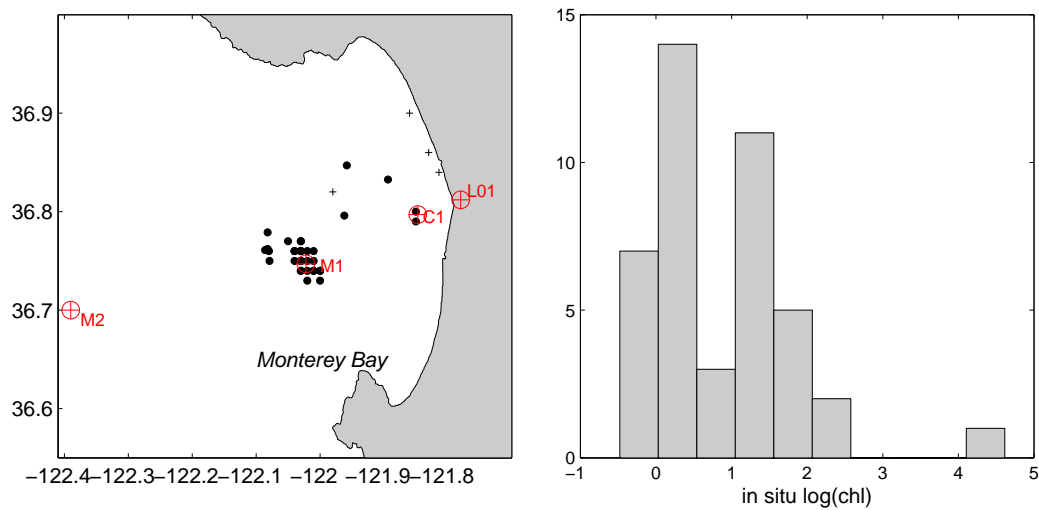 36.9
36.8
36.7
36.6
−122.4 −122.3 −122.2 −122.1 −122 −121.9 −121.8
L01
C1
M1
M2
Monterey Bay
15
10
5
0
−1 0 1 2 3 4 5
in situ log(chl)